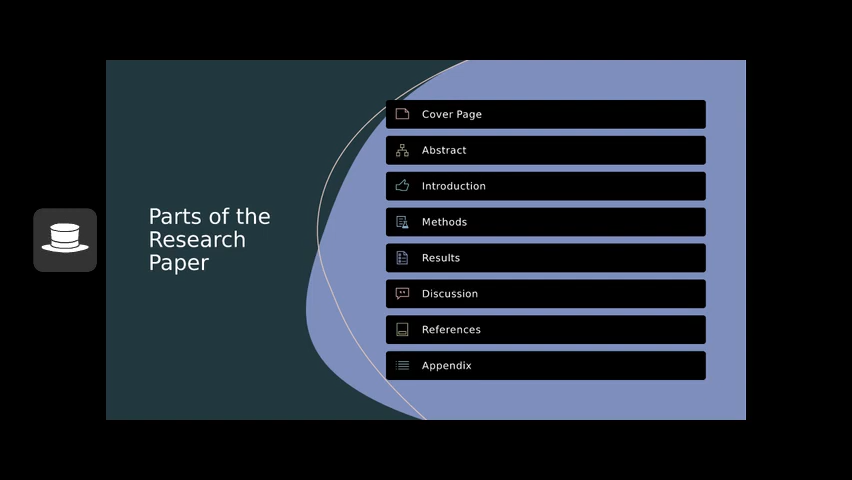 Parts of the
Research
Paper
Cover Page
Abstract
Introduction
Methods
Results
Discussion
References
Appendix